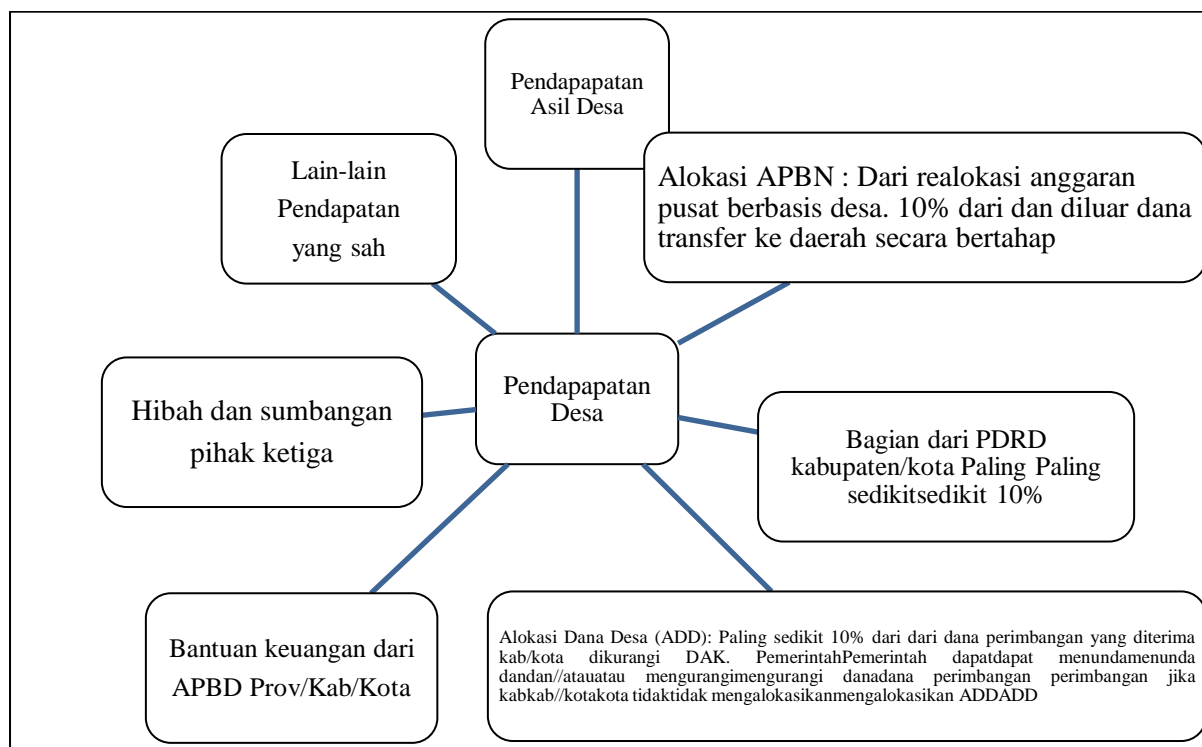 Pendapapatan
Asil Desa
Lain-lain
Pendapatan
yang sah
Alokasi APBN : Dari realokasi anggaran
pusat berbasis desa. 10% dari dan diluar dana
transfer ke daerah secara bertahap
Pendapapatan
Desa
Hibah dan sumbangan
pihak ketiga
Bagian dari PDRD
kabupaten/kota Paling Paling
sedikitsedikit 10%
Bantuan keuangan dari
APBD Prov/Kab/Kota
Alokasi Dana Desa (ADD): Paling sedikit 10% dari dari dana perimbangan yang diterima
kab/kota dikurangi DAK. PemerintahPemerintah dapatdapat menundamenunda
dandan//atauatau mengurangimengurangi danadana perimbangan perimbangan jika
kabkab//kotakota tidaktidak mengalokasikanmengalokasikan ADDADD